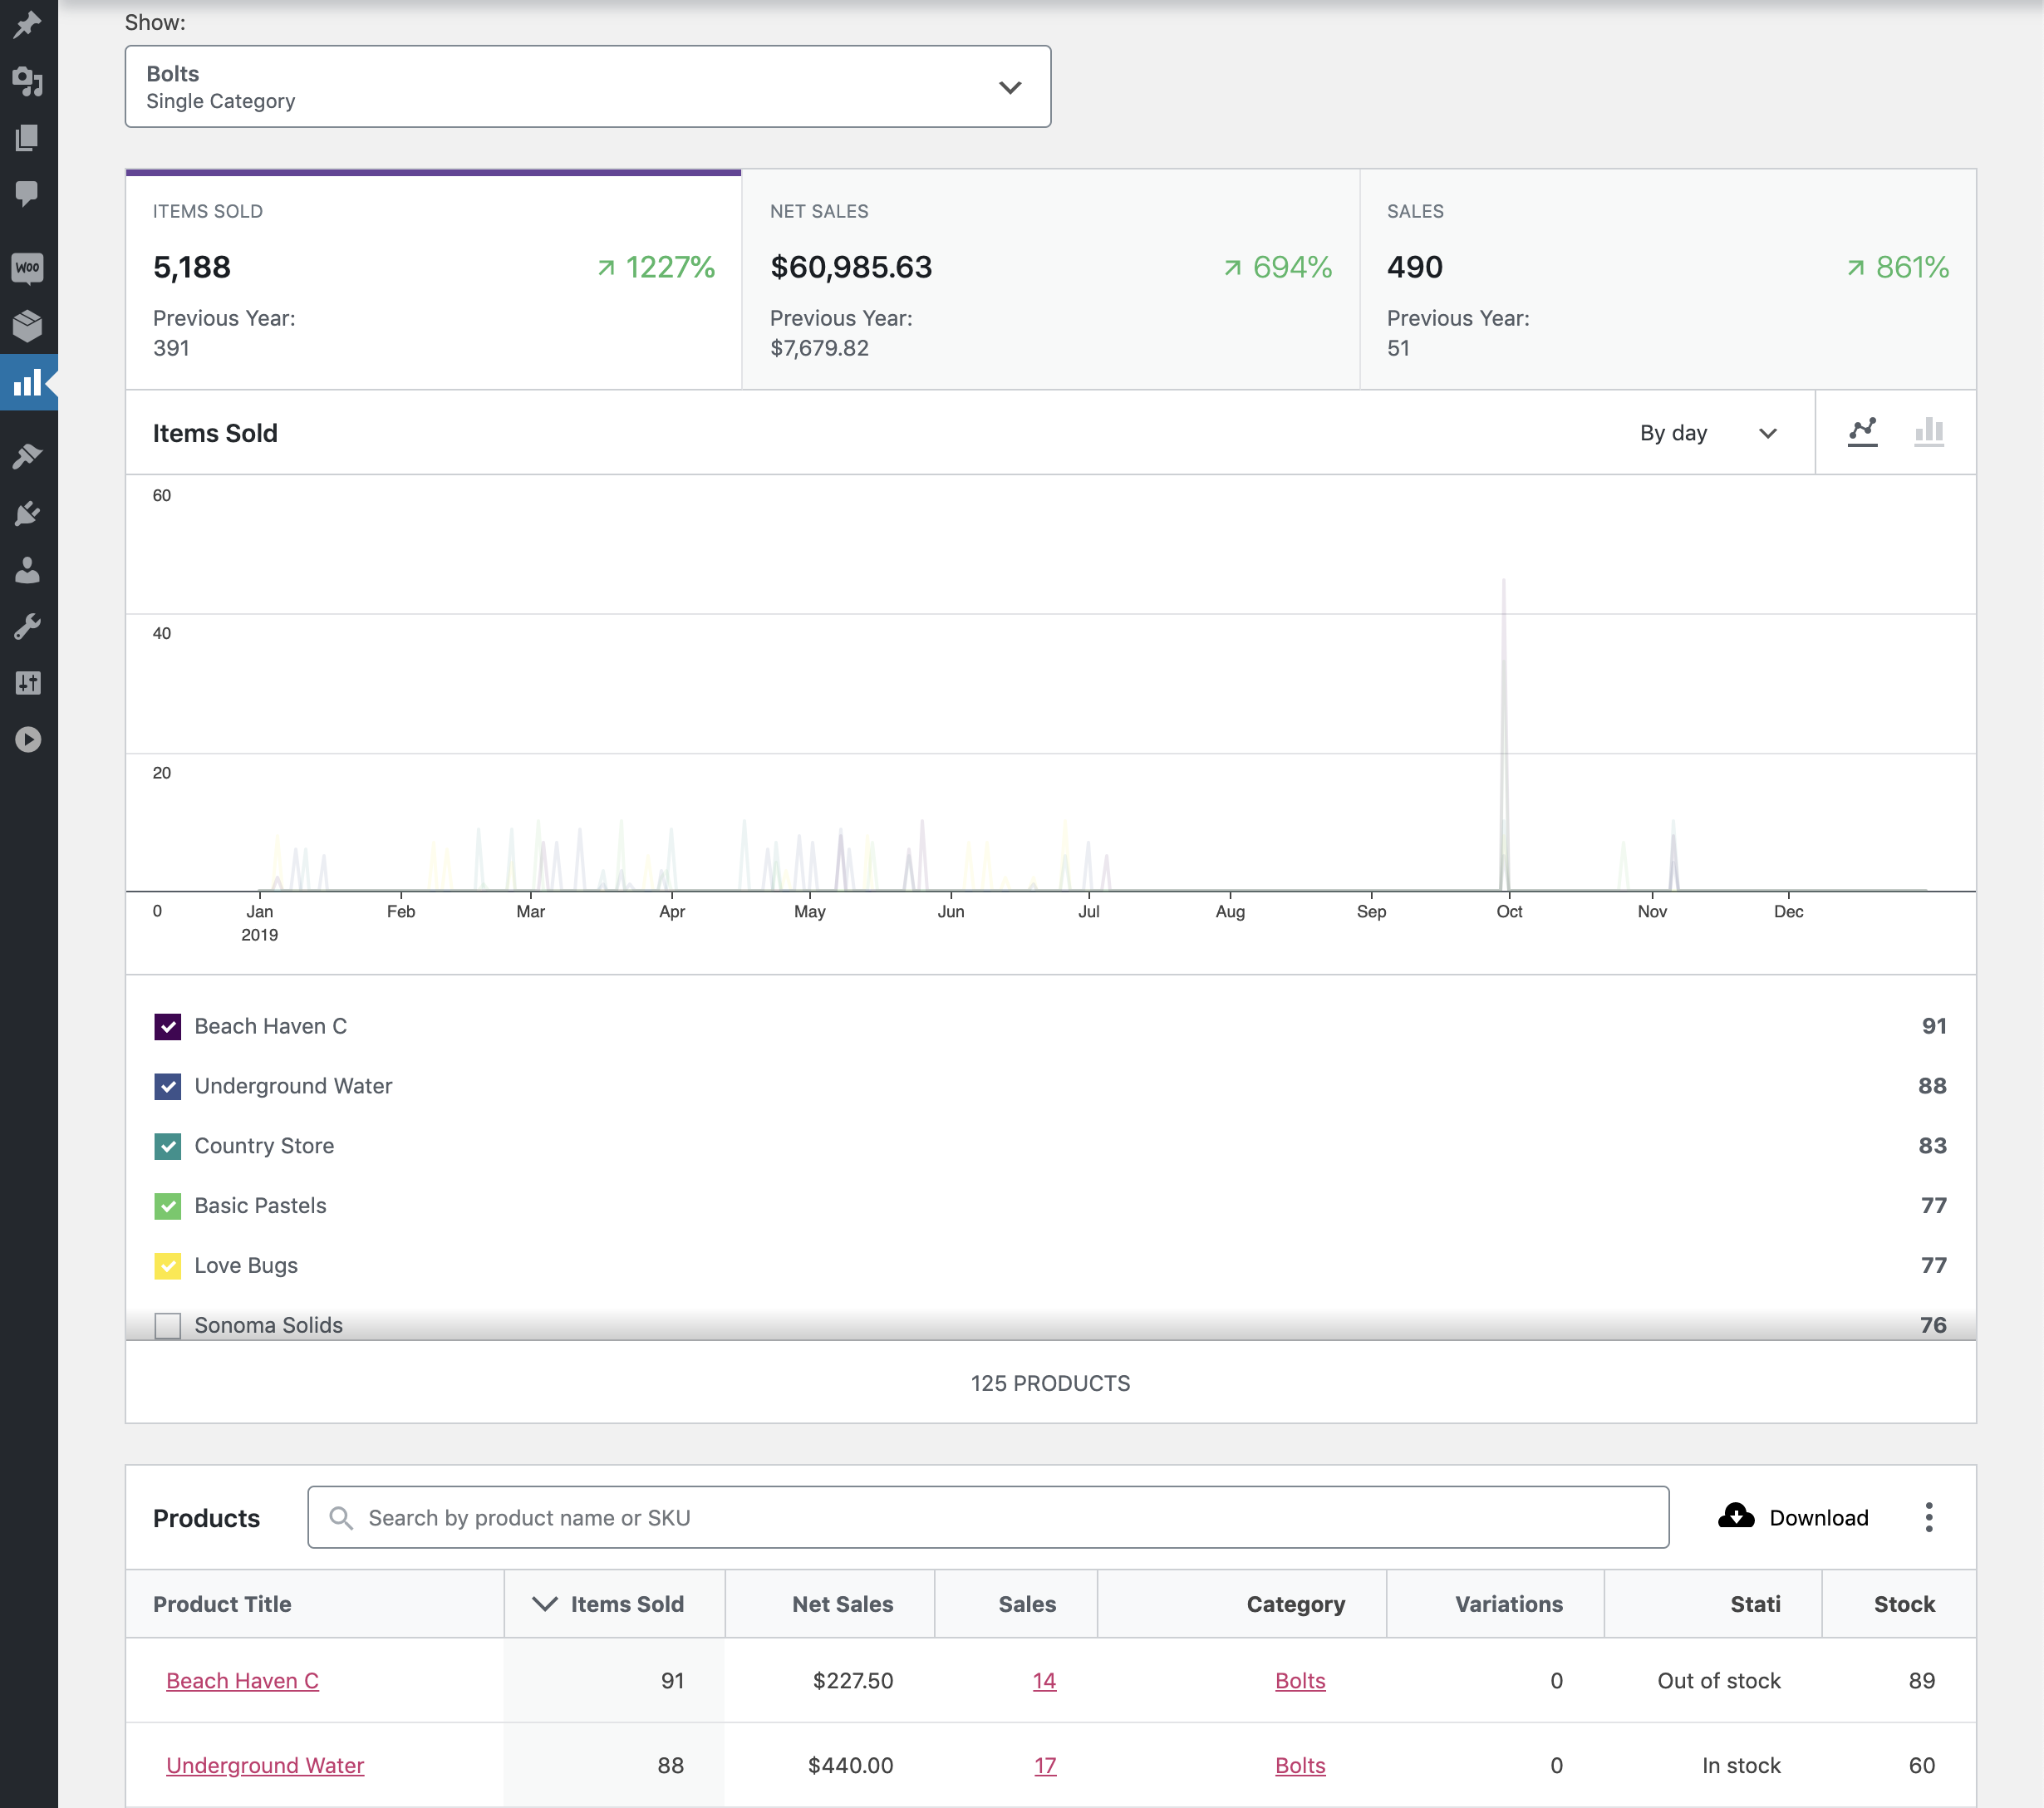 Show:
Bolts
Single Category
ITEMS SOLD
5,188 1227%
Previous Year:
391
NET SALES
$60,985.63 694%
Previous Year:
$7,679.82
SALES
490 861%
Previous Year:
51
Woo
Items Sold By day
60
40
20
0 Jan Feb Mar Apr May Jun Jul Aug Sep Oct Nov Dec
2019
Beach Haven C 91
Underground Water 88
Country Store 83
Basic Pastels 77
Love Bugs 77
Sonoma Solids 76
125 PRODUCTS
Products Search by product name or SKU Download
Product Title Items Sold Net Sales Sales Category Variations Stati Stock
Beach Haven C 91 $227.50 14 Bolts 0 Out of stock 89
Underground Water 88 $440.00 17 Bolts 0 In stock 60